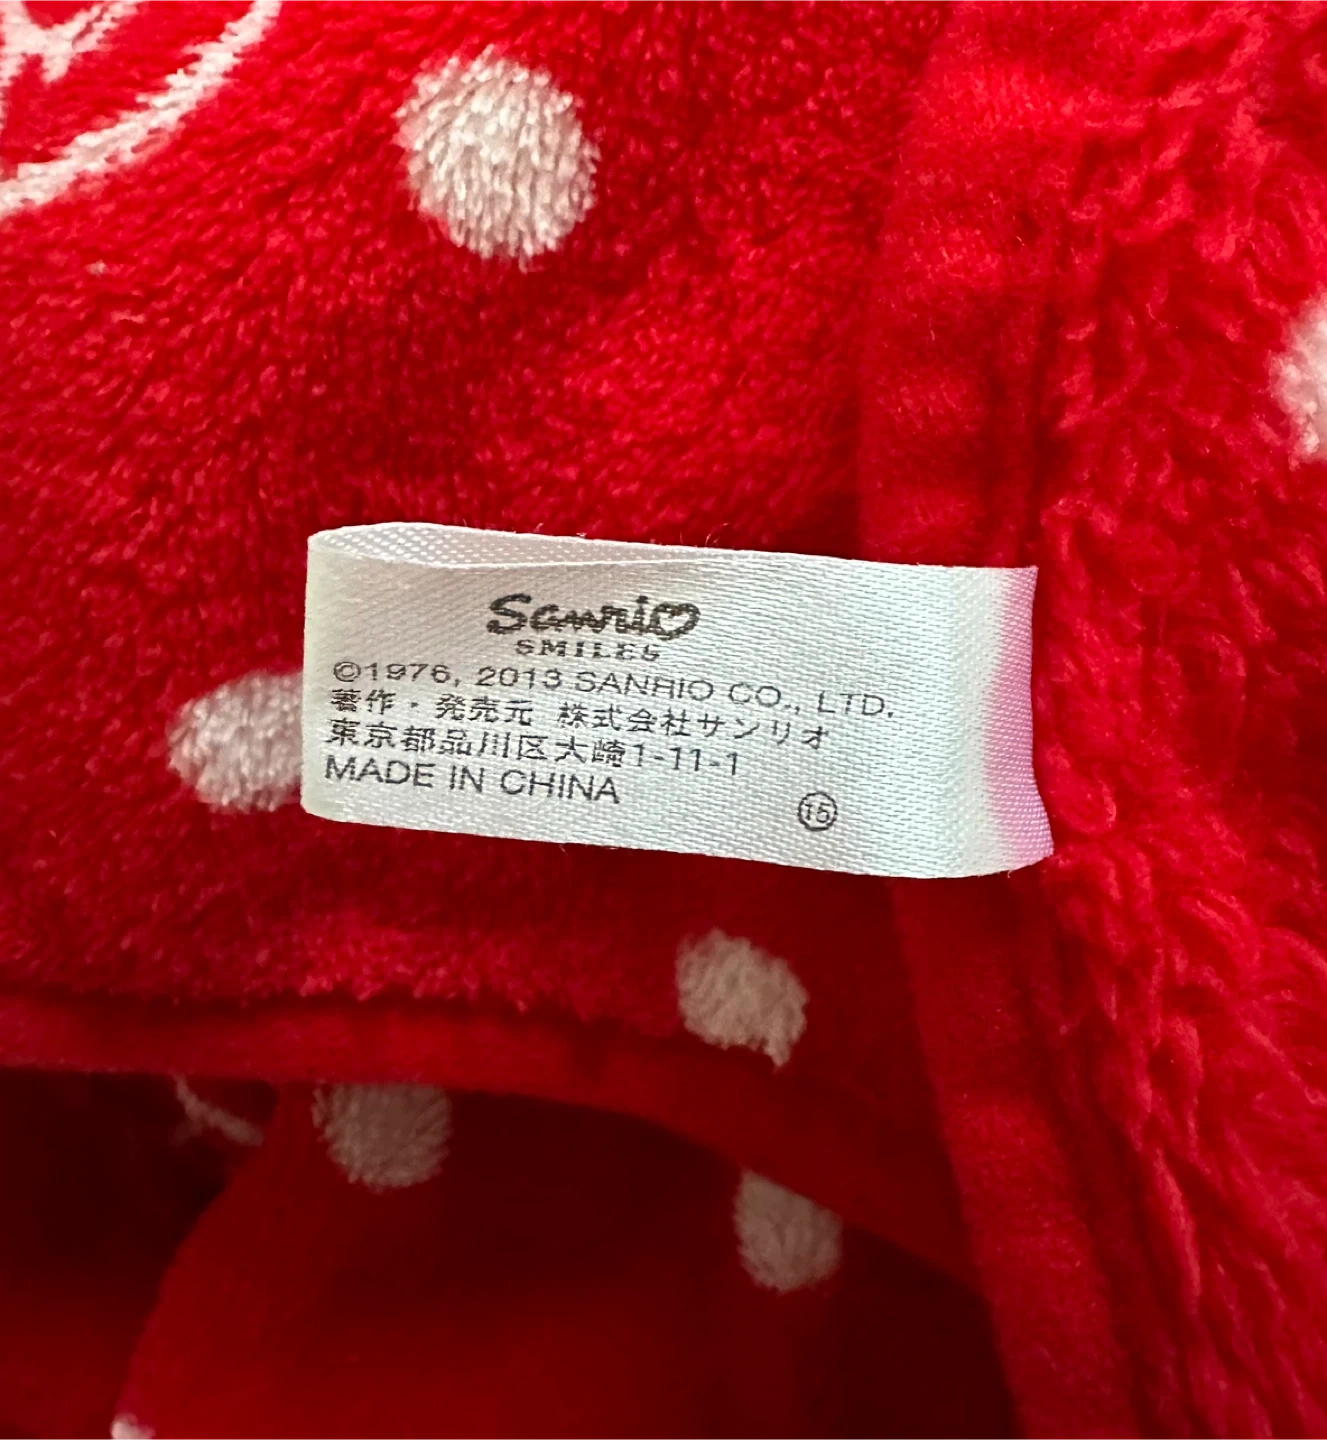 Sanrio
SMILES
©1976, 2013 SANRIO CO., LTD.
著作・発売元 株式会社サンリオ
東京都品川区大崎1-11-1
MADE IN CHINA
15